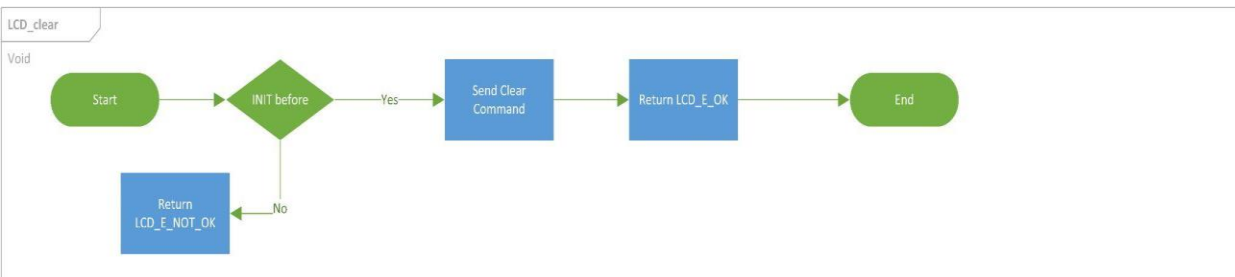 LCD_clear
Void
Start
INIT before
Yes
Send Clear
Command
Return LCD_E_OK
End
No
Return
LCD_E_NOT_OK